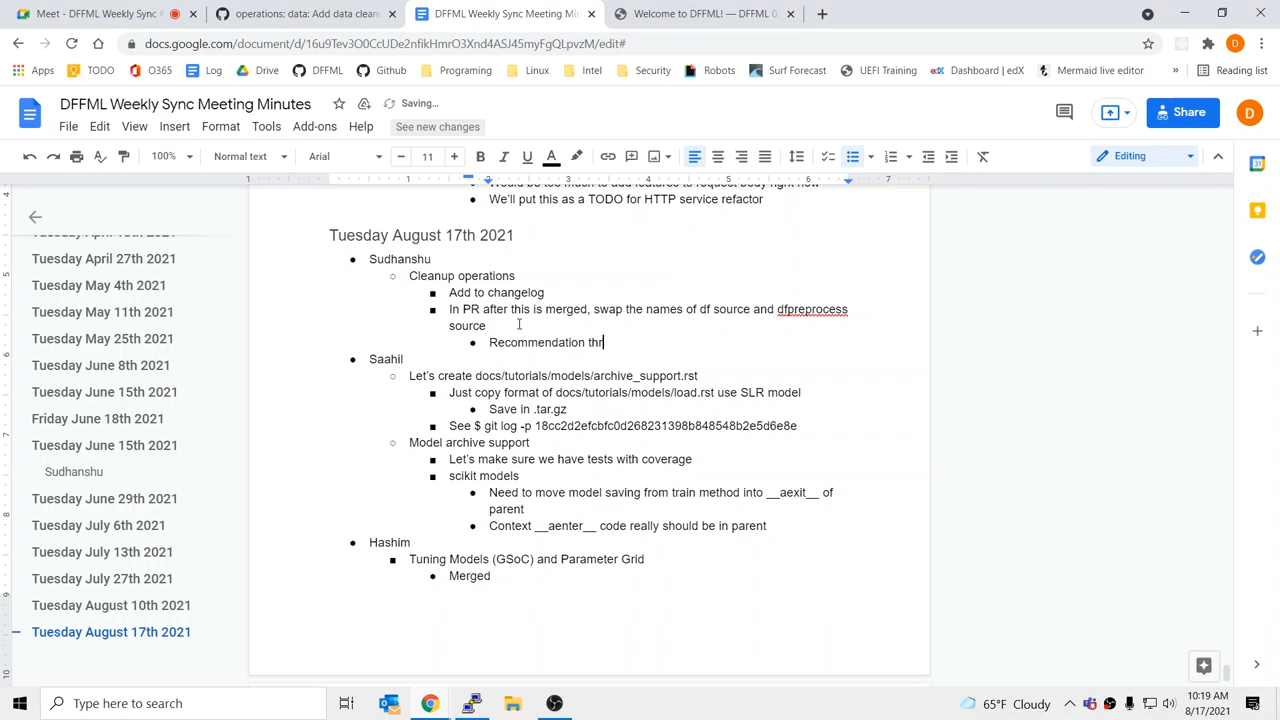 Meet - DFFML Weekly Sy
operations: data: Add data clean
DFFML Weekly Sync Meeting Min
Welcome to DFFML! — DFFML 0.
docs.google.com/document/d/16u9Tev3O0CcUDe2nfikHmrO3Xnd4ASJ45myFgQLpvzM/edit#
Apps TODO O365 Log Drive DFFML Github Programing Linux Intel Security Robots Surf Forecast UEFI Training Dashboard | edX Mermaid live editor » Reading list
DFFML Weekly Sync Meeting Minutes Saving…
Share D
File Edit View Insert Format Tools Add-ons Help See new changes
100% Normal text Arial 11 Editing
1 1 2 3 4 5 6 7
Would be too much to add features to request body right now
We'll put this as a TODO for HTTP service refactor
Tuesday August 17th 2021
Sudhanshu
Cleanup operations
Add to changelog
In PR after this is merged, swap the names of df source and dfpreprocess
source
Recommendation thr
Saahil
Let's create docs/tutorials/models/archive_support.rst
Just copy format of docs/tutorials/models/load.rst use SLR model
Save in .tar.gz
See $ git log -p 18cc2d2efcbfc0d268231398b848548b2e5d6e8e
Model archive support
Let's make sure we have tests with coverage
scikit models
Need to move model saving from train method into __aexit__ of
parent
Context __aenter__ code really should be in parent
Hashim
Tuning Models (GSoC) and Parameter Grid
Merged
Tuesday April 27th 2021
Tuesday May 4th 2021
Tuesday May 11th 2021
Tuesday May 25th 2021
Tuesday June 8th 2021
Tuesday June 15th 2021
Friday June 18th 2021
Tuesday June 15th 2021
Sudhanshu
Tuesday June 29th 2021
Tuesday July 6th 2021
Tuesday July 13th 2021
Tuesday July 27th 2021
Tuesday August 10th 2021
Tuesday August 17th 2021
Type here to search
65°F Cloudy
10:19 AM
8/17/2021